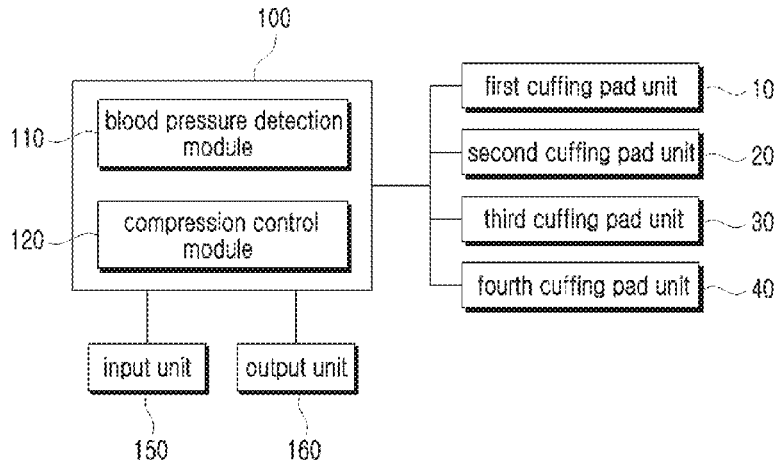 100
110
blood pressure detection
module
120
compression control
module
first cuffing pad unit
10
second cuffing pad unit
20
third cuffing pad unit
30
fourth cuffing pad unit
40
input unit
output unit
150
160